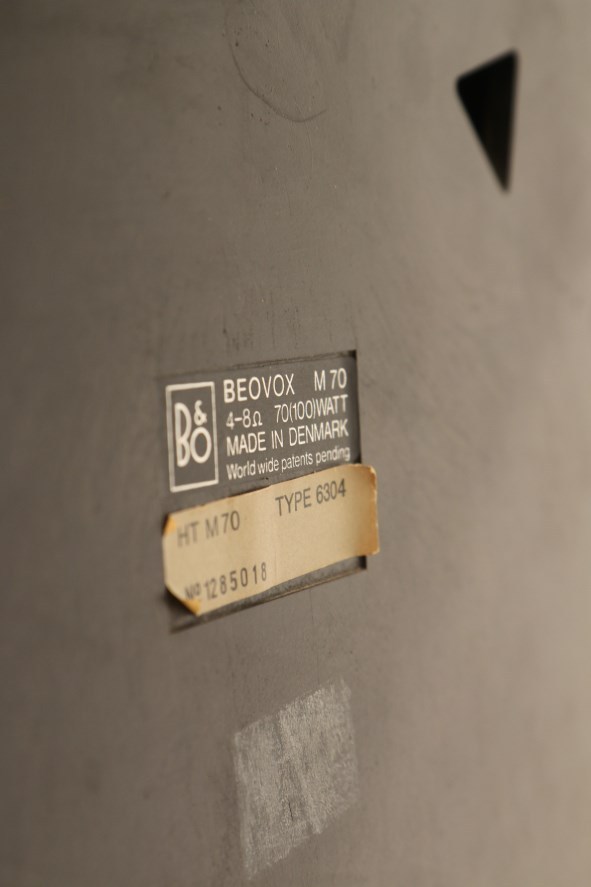 B&O
BEOVOX M 70
4-8Ω 70(100)WATT
MADE IN DENMARK
World wide patents pending
HT M70 TYPE 6304
No 1285018